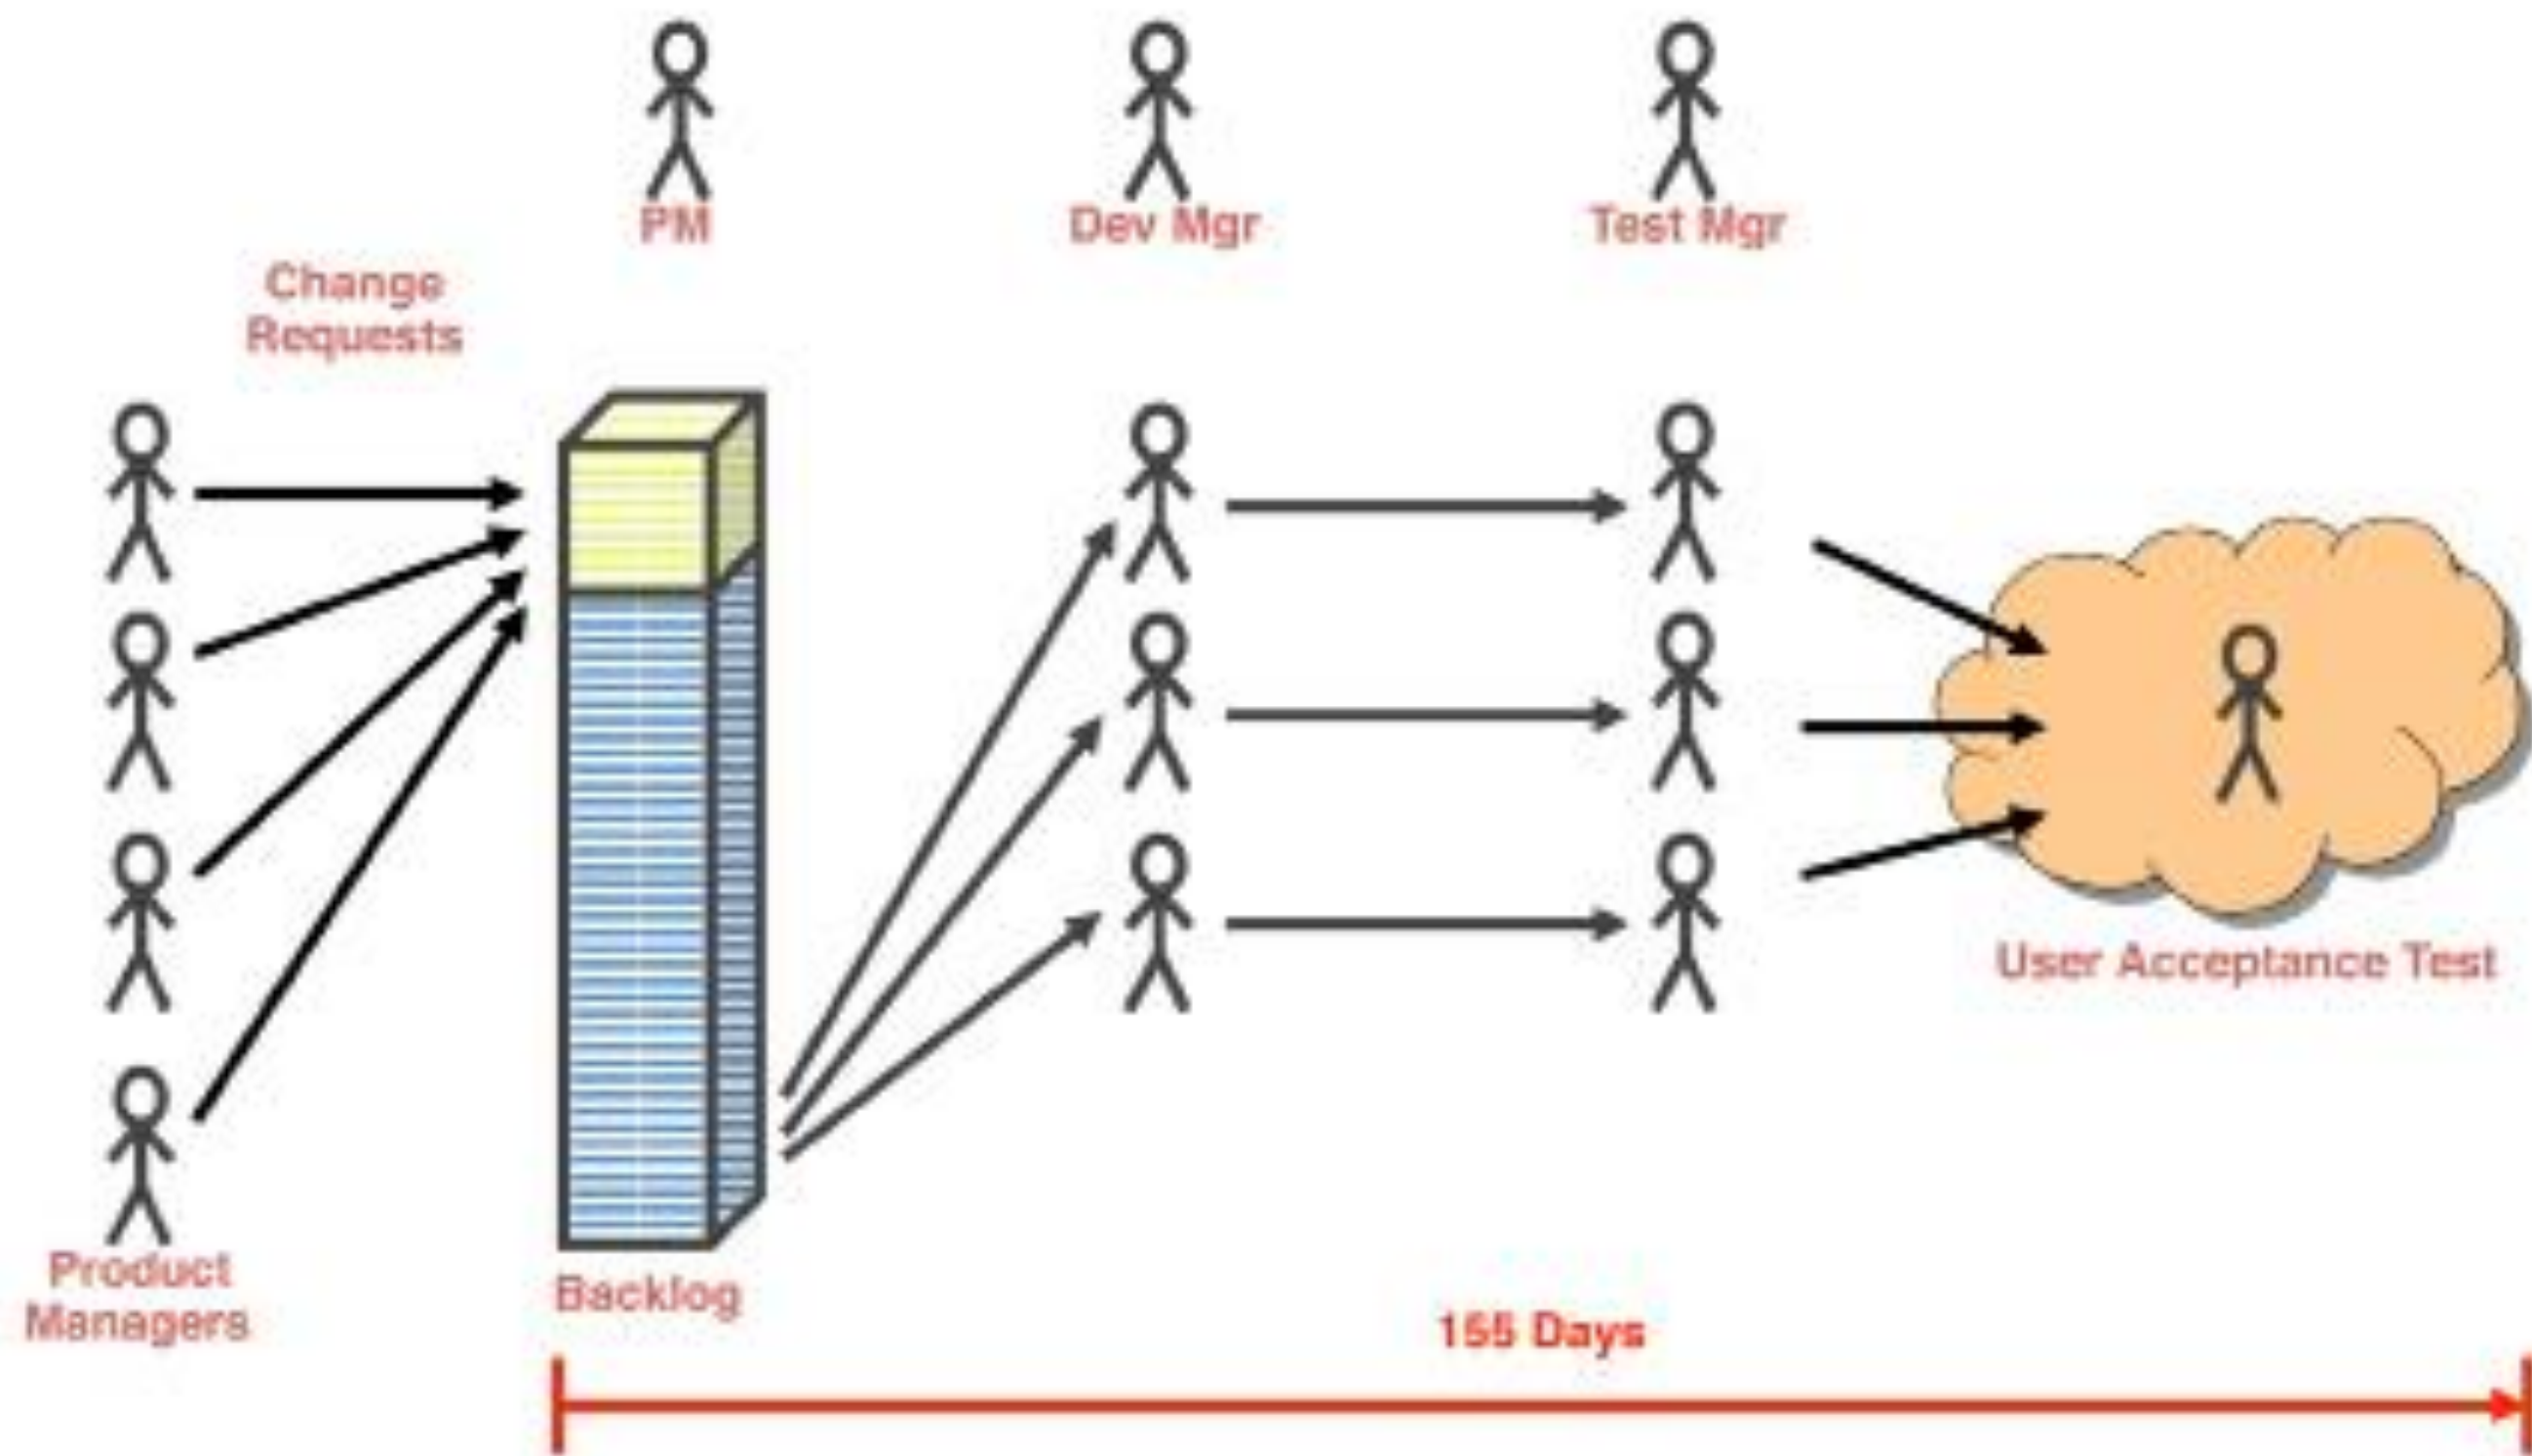 PM
Dev Mgr
Test Mgr
Change
Requests
User Acceptance Test
Product
Managers
Backlog
155 Days